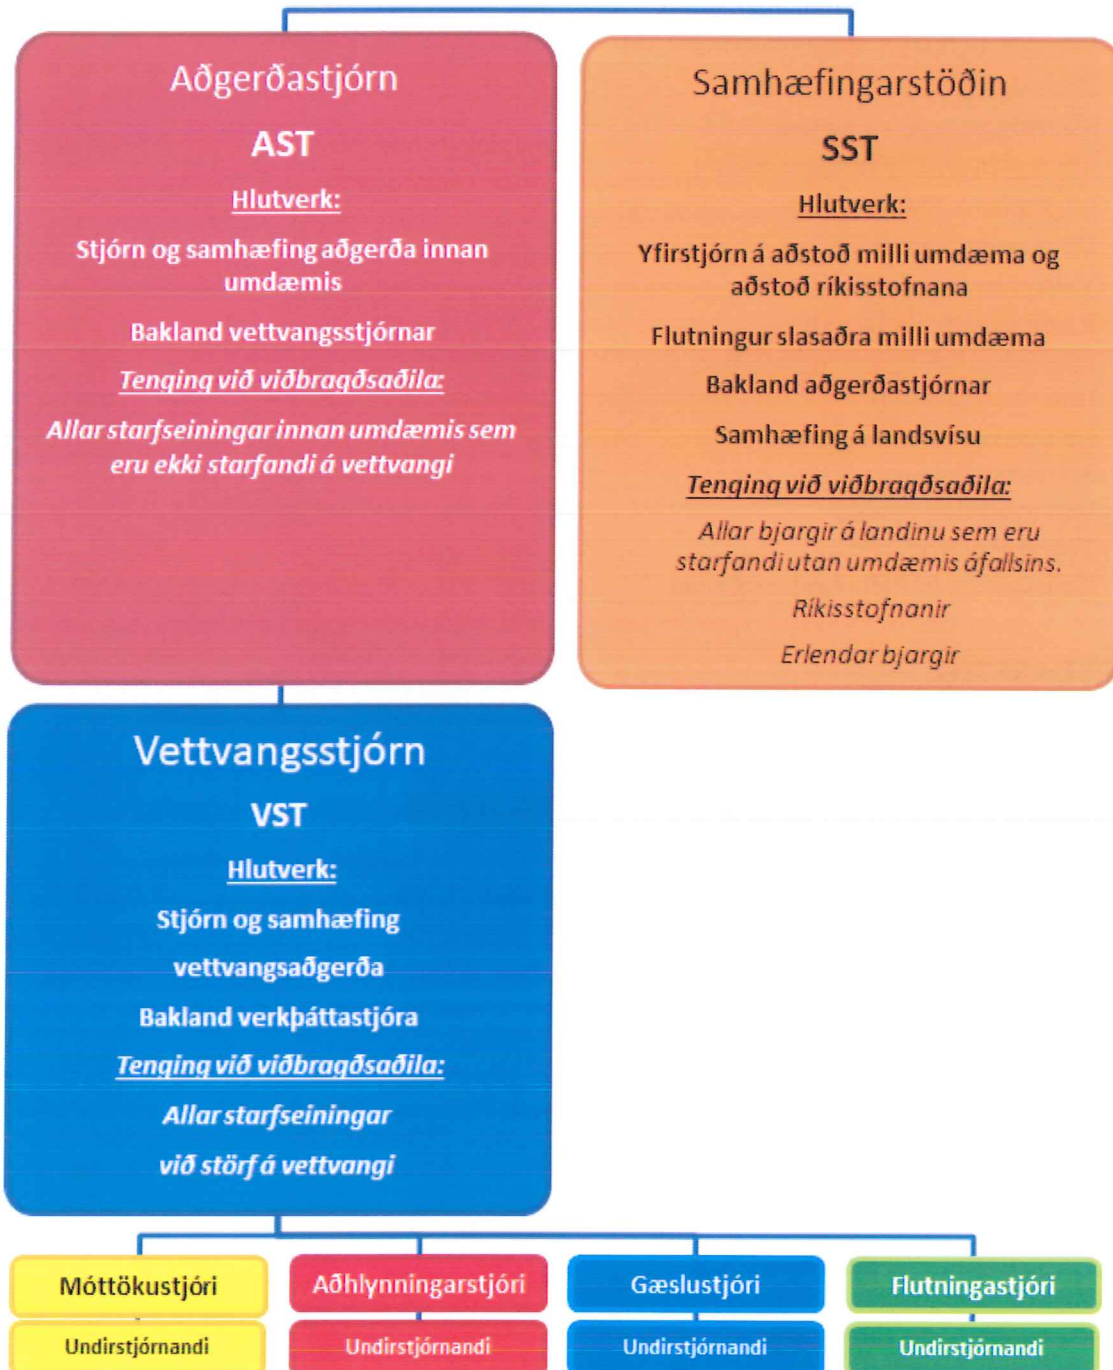 Aðgerðastjórn
AST
Hlutverk:
Stjórn og samhæfing aðgerða innan
umdæmis
Bakland vettvangsstjórnar
Tenging við viðbragðsaðila:
Allar starfseiningar innan umdæmis sem
eru ekki starfandi á vettvangi
Samhæfingarstöðin
SST
Hlutverk:
Yfirstjórn á aðstoð milli umdæma og
aðstoð ríkisstofnana
Flutningur slasaðra milli umdæma
Bakland aðgerðastjórnar
Samhæfing á landsvísu
Tenging við viðbragðsaðila:
Allar bjargir á landinu sem eru
starfandi utan umdæmis áfallsins.
Ríkisstofnanir
Erlendar bjargir
Vettvangsstjórn
VST
Hlutverk:
Stjórn og samhæfing
vettvangsaðgerða
Bakland verkþáttastjóra
Tenging við viðbragðsaðila:
Allar starfseiningar
við störf á vettvangi
Móttökustjóri
Aðhlynningarstjóri
Gæslustjóri
Flutningastjóri
Undirstjórnandi
Undirstjórnandi
Undirstjórnandi
Undirstjórnandi